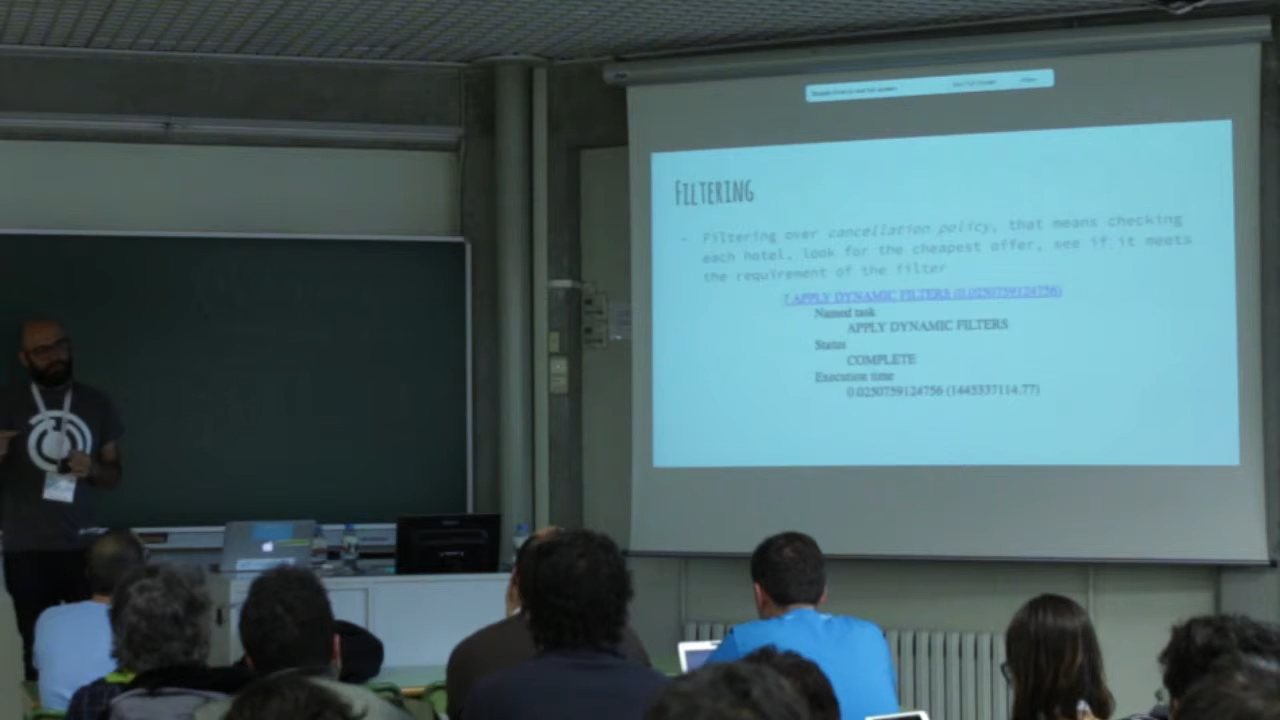 FILTERING
- Filtering over cancellation policy, that means checking
each hotel, look for the cheapest offer, see if it meets
the requirement of the filter
APPLY DYNAMIC FILTERS (0.0250759124756)
Named task
APPLY DYNAMIC FILTERS
Status
COMPLETE
Execution time
0.0250759124756 (1445337114.77)